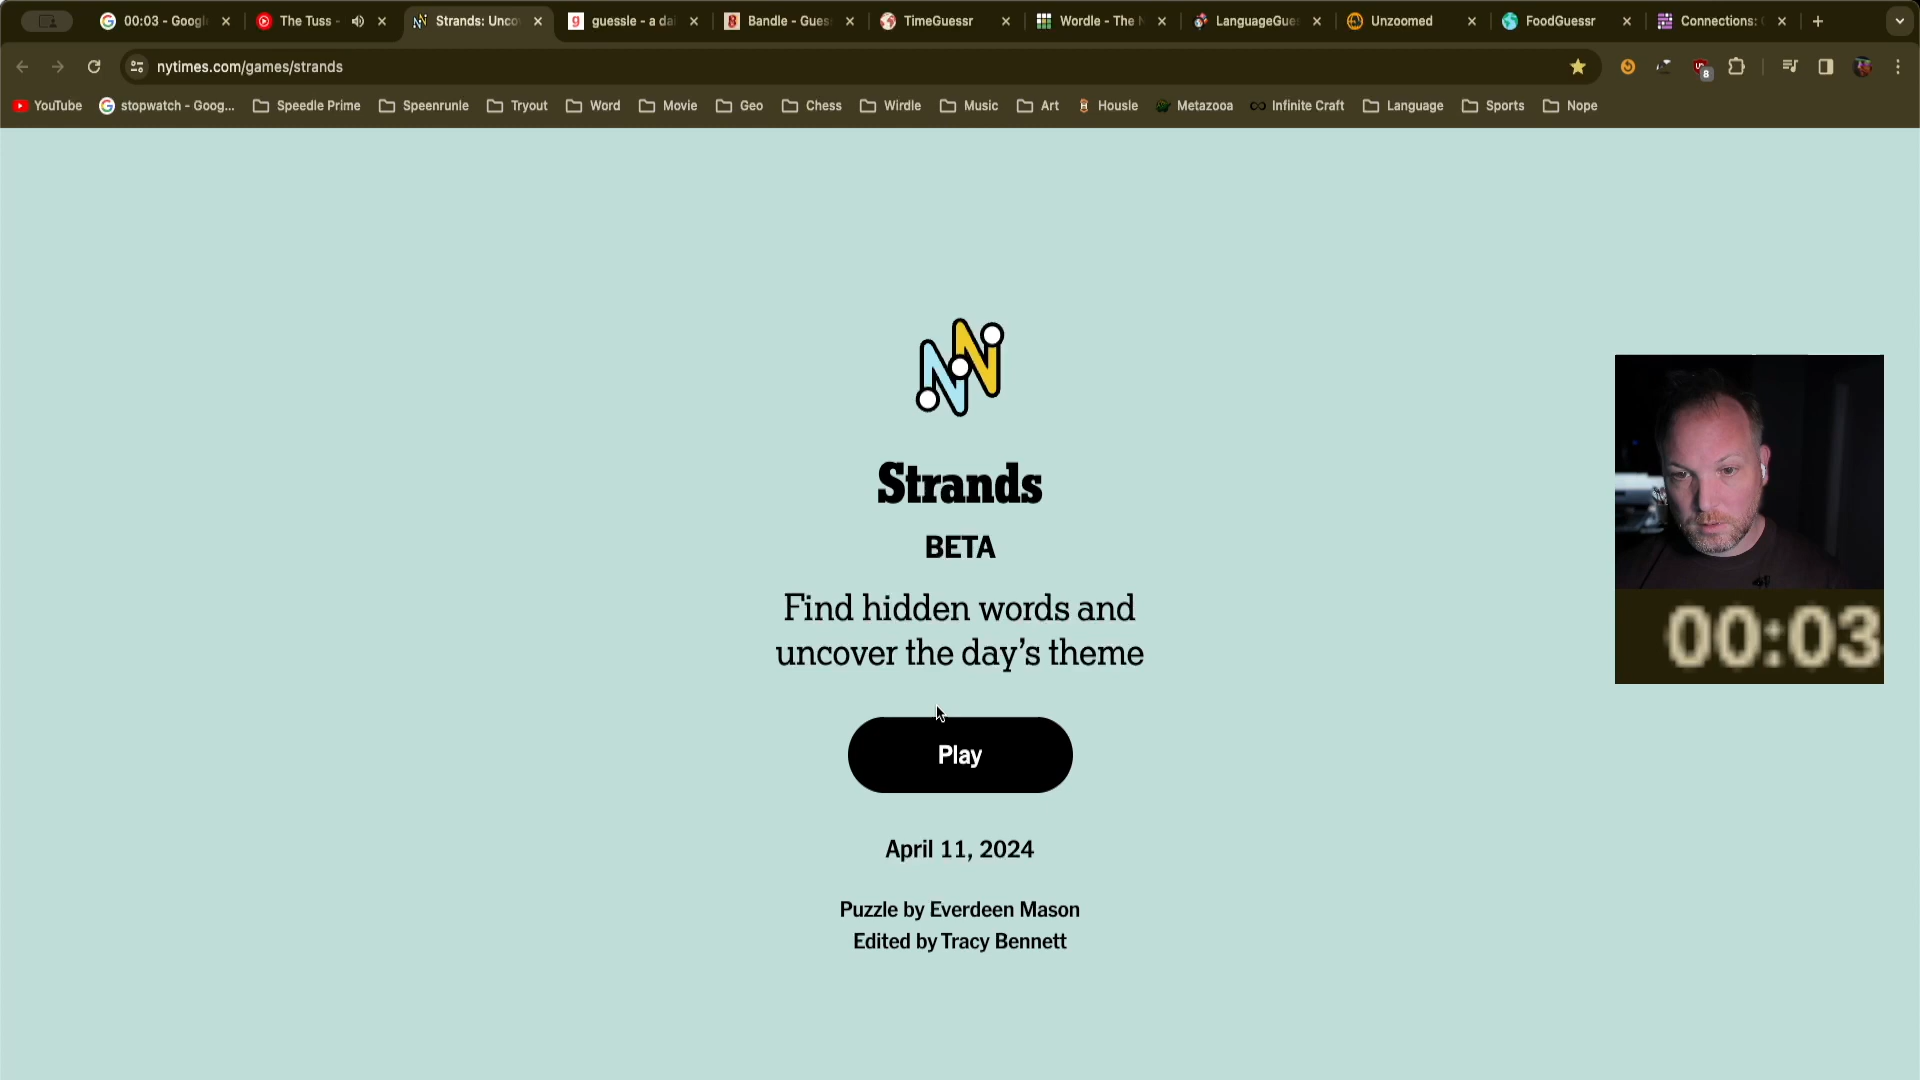 00:03 - Googl
The Tuss -
Strands: Unco
guessle - a dai
Bandle - Gues
TimeGuessr
Wordle - The N
LanguageGues
Unzoomed
FoodGuessr
Connections:
nytimes.com/games/strands
8
YouTube
stopwatch - Goog...
Speedle Prime
Speenrunle
Tryout
Word
Movie
Geo
Chess
Wirdle
Music
Art
Housle
Metazooa
Infinite Craft
Language
Sports
Nope
Strands
BETA
Find hidden words and
uncover the day's theme
Play
April 11, 2024
Puzzle by Everdeen Mason
Edited by Tracy Bennett
00:03